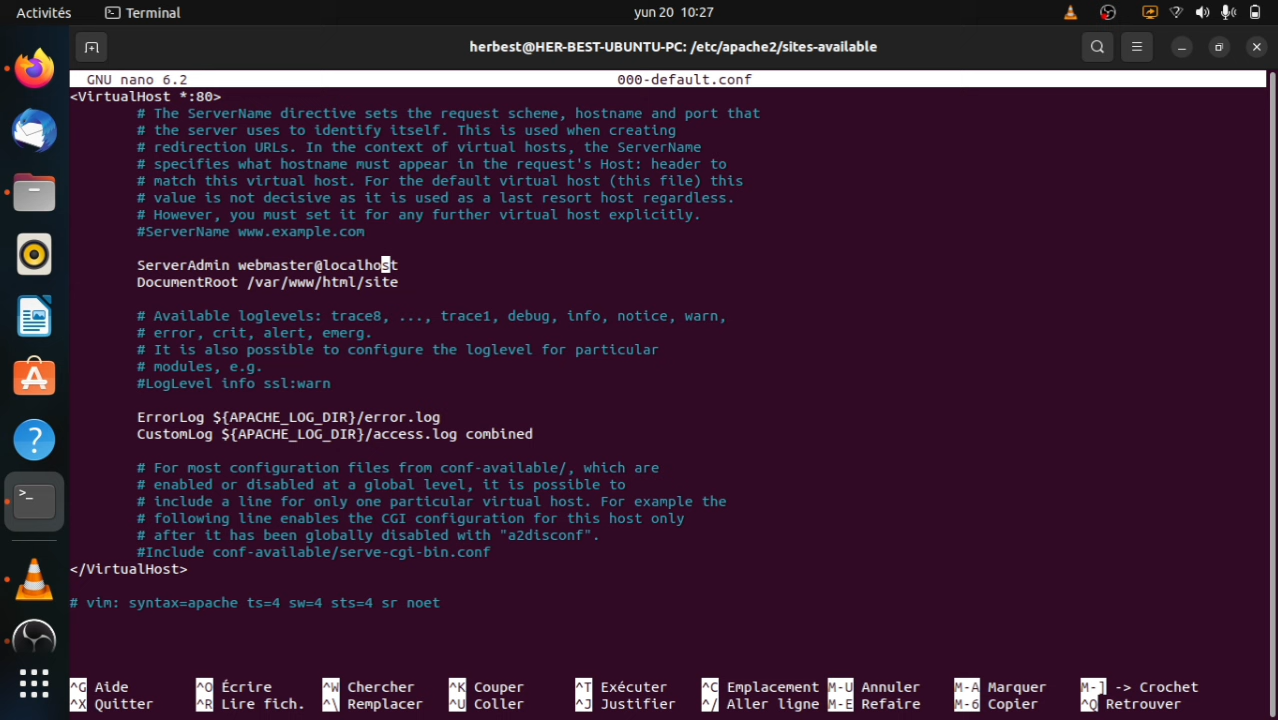 Activités Terminal yun 20 10:27
herbest@HER-BEST-UBUNTU-PC: /etc/apache2/sites-available
GNU nano 6.2 000-default.conf
<VirtualHost *:80>
# The ServerName directive sets the request scheme, hostname and port that
# the server uses to identify itself. This is used when creating
# redirection URLs. In the context of virtual hosts, the ServerName
# specifies what hostname must appear in the request's Host: header to
# match this virtual host. For the default virtual host (this file) this
# value is not decisive as it is used as a last resort host regardless.
# However, you must set it for any further virtual host explicitly.
#ServerName www.example.com
ServerAdmin webmaster@localhost
DocumentRoot /var/www/html/site
# Available loglevels: trace8, ..., trace1, debug, info, notice, warn,
# error, crit, alert, emerg.
# It is also possible to configure the loglevel for particular
# modules, e.g.
#LogLevel info ssl:warn
ErrorLog ${APACHE_LOG_DIR}/error.log
CustomLog ${APACHE_LOG_DIR}/access.log combined
# For most configuration files from conf-available/, which are
# enabled or disabled at a global level, it is possible to
# include a line for only one particular virtual host. For example the
# following line enables the CGI configuration for this host only
# after it has been globally disabled with "a2disconf".
#Include conf-available/serve-cgi-bin.conf
</VirtualHost>
# vim: syntax=apache ts=4 sw=4 sts=4 sr noet
^G Aide ^O Écrire ^W Chercher ^K Couper ^T Exécuter ^C Emplacement M-U Annuler M-A Marquer M-] -> Crochet
^X Quitter ^R Lire fich. ^\ Remplacer ^U Coller ^J Justifier ^/ Aller ligne M-E Refaire M-6 Copier ^Q Retrouver